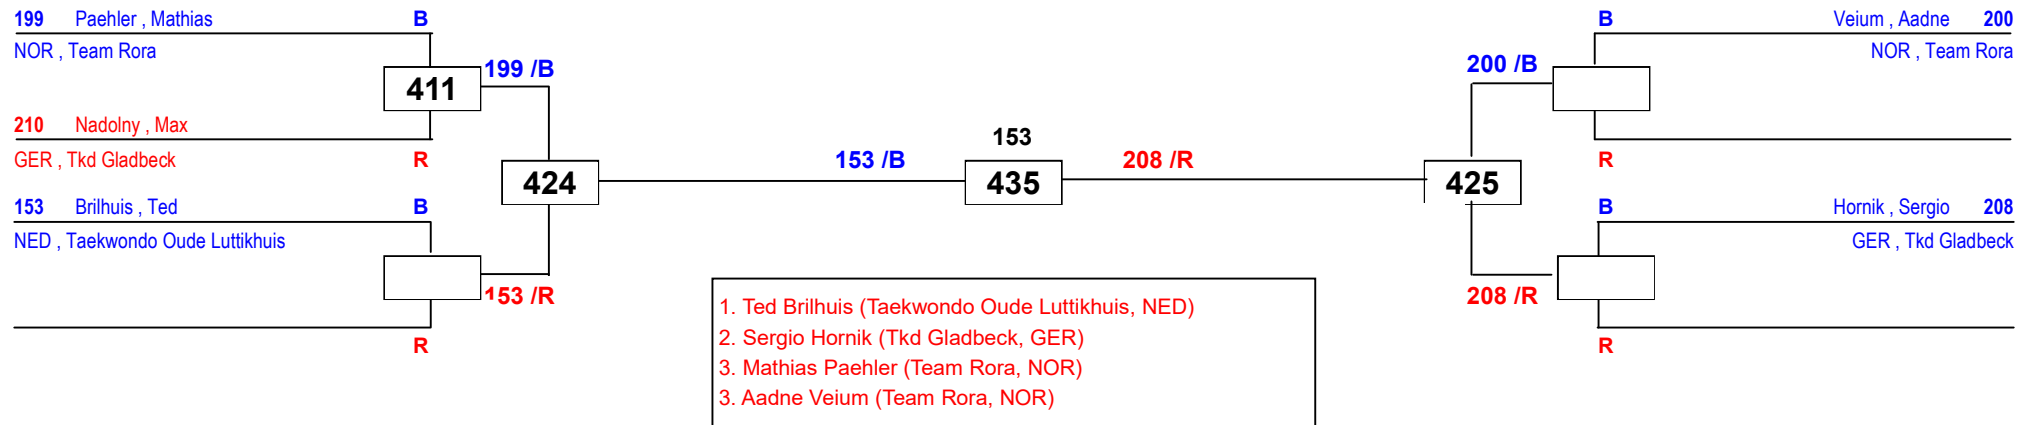 199 Paehler , Mathias B
NOR , Team Rora
411
199 /B
210 Nadolny , Max
GER , Tkd Gladbeck R
424
153 Brilhuis , Ted B
NED , Taekwondo Oude Luttikhuis
153 /R
R
153 /B
153
435
208 /R
B Veium , Aadne 200
NOR , Team Rora
200 /B
R
425
B Hornik , Sergio 208
GER , Tkd Gladbeck
208 /R
R
1. Ted Brilhuis (Taekwondo Oude Luttikhuis, NED)
2. Sergio Hornik (Tkd Gladbeck, GER)
3. Mathias Paehler (Team Rora, NOR)
3. Aadne Veium (Team Rora, NOR)